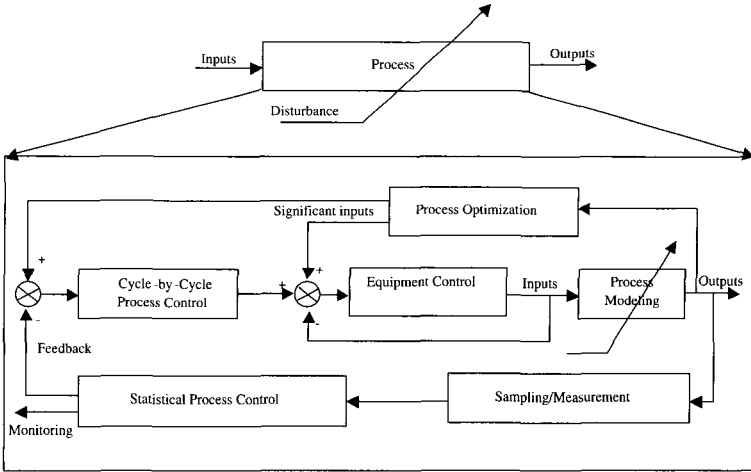 Inputs
Process
Outputs
Disturbance
Significant inputs
Process Optimization
+
+
+
Cycle -by -Cycle
Process Control
Equipment Control
Inputs
Process
Modeling
Outputs
-
-
Feedback
Statistical Process Control
Sampling/Measurement
Monitoring